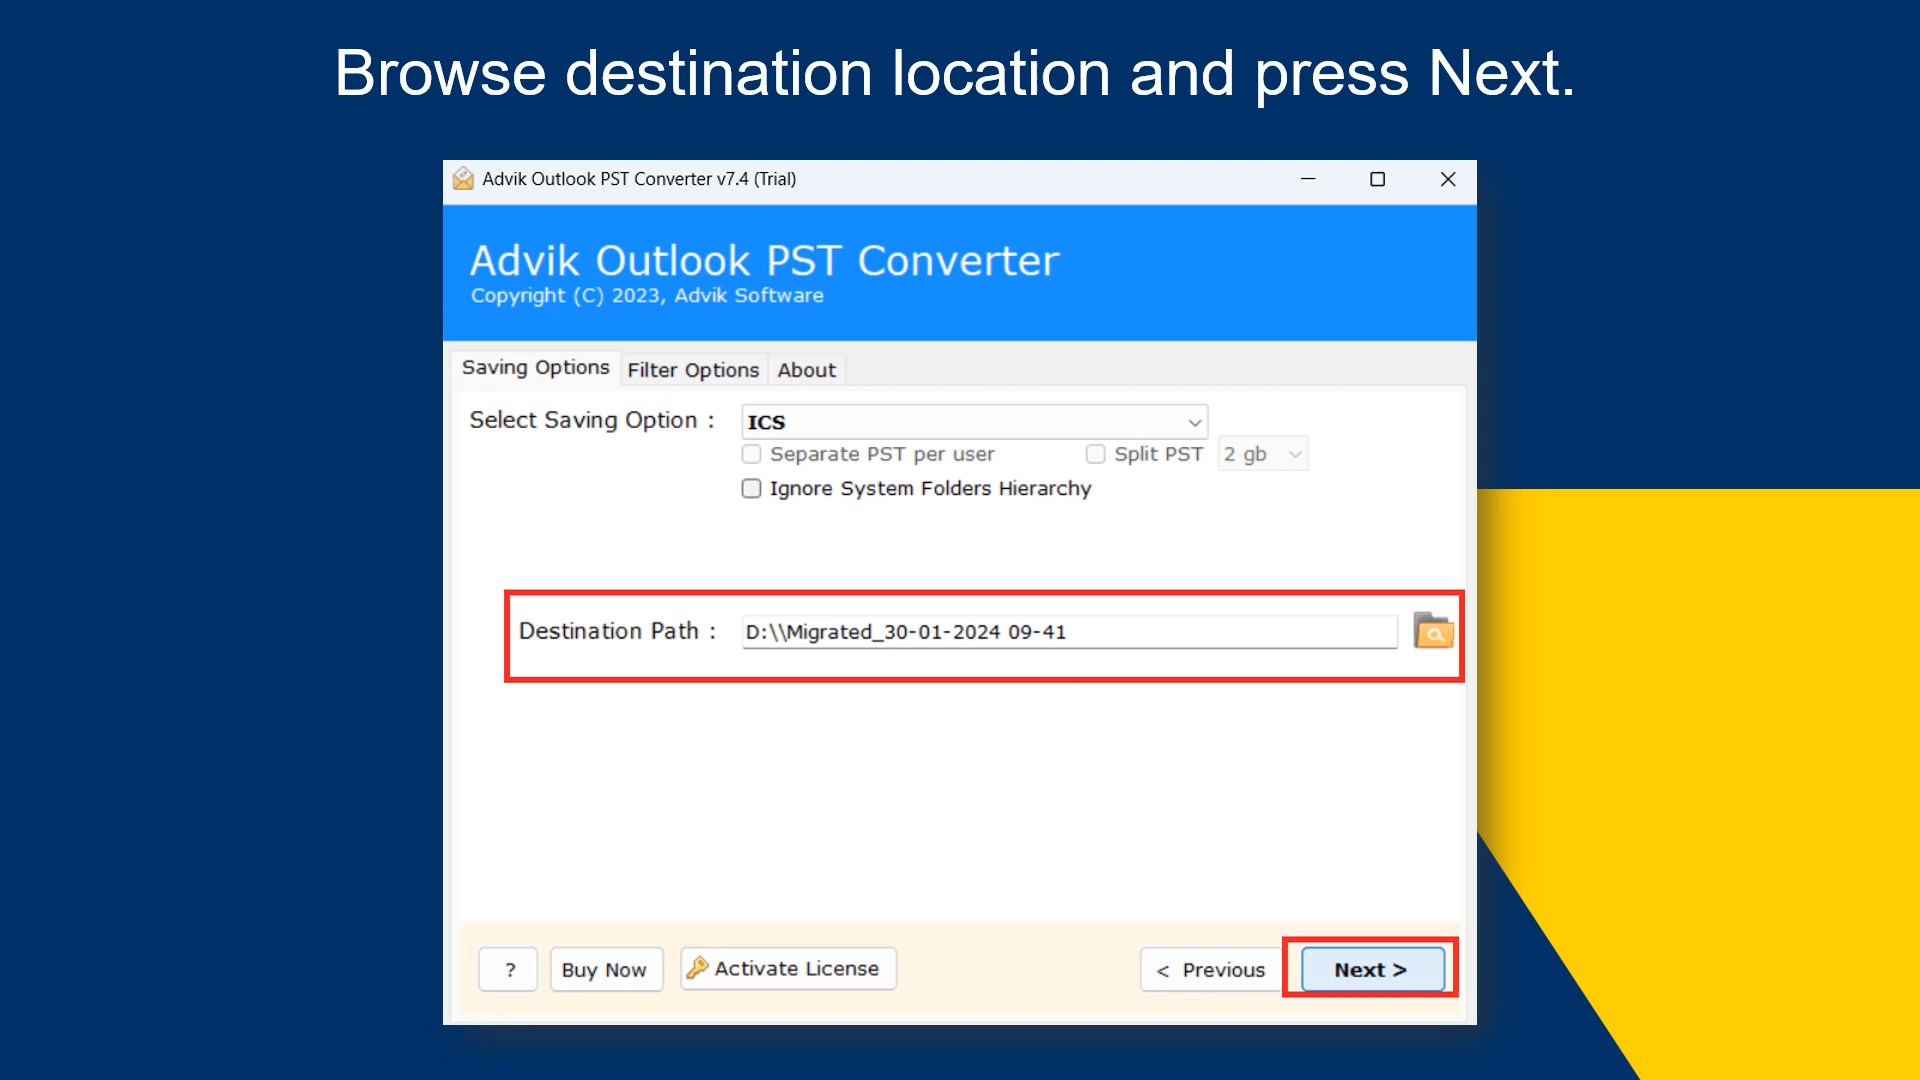 Browse destination location and press Next.
Advik Outlook PST Converter v7.4 (Trial)
Advik Outlook PST Converter
Copyright (C) 2023, Advik Software
Saving Options Filter Options About
Select Saving Option : ICS
Separate PST per user Split PST 2 gb
Ignore System Folders Hierarchy
Destination Path : D:\\Migrated_30-01-2024 09-41
? Buy Now Activate License < Previous Next >